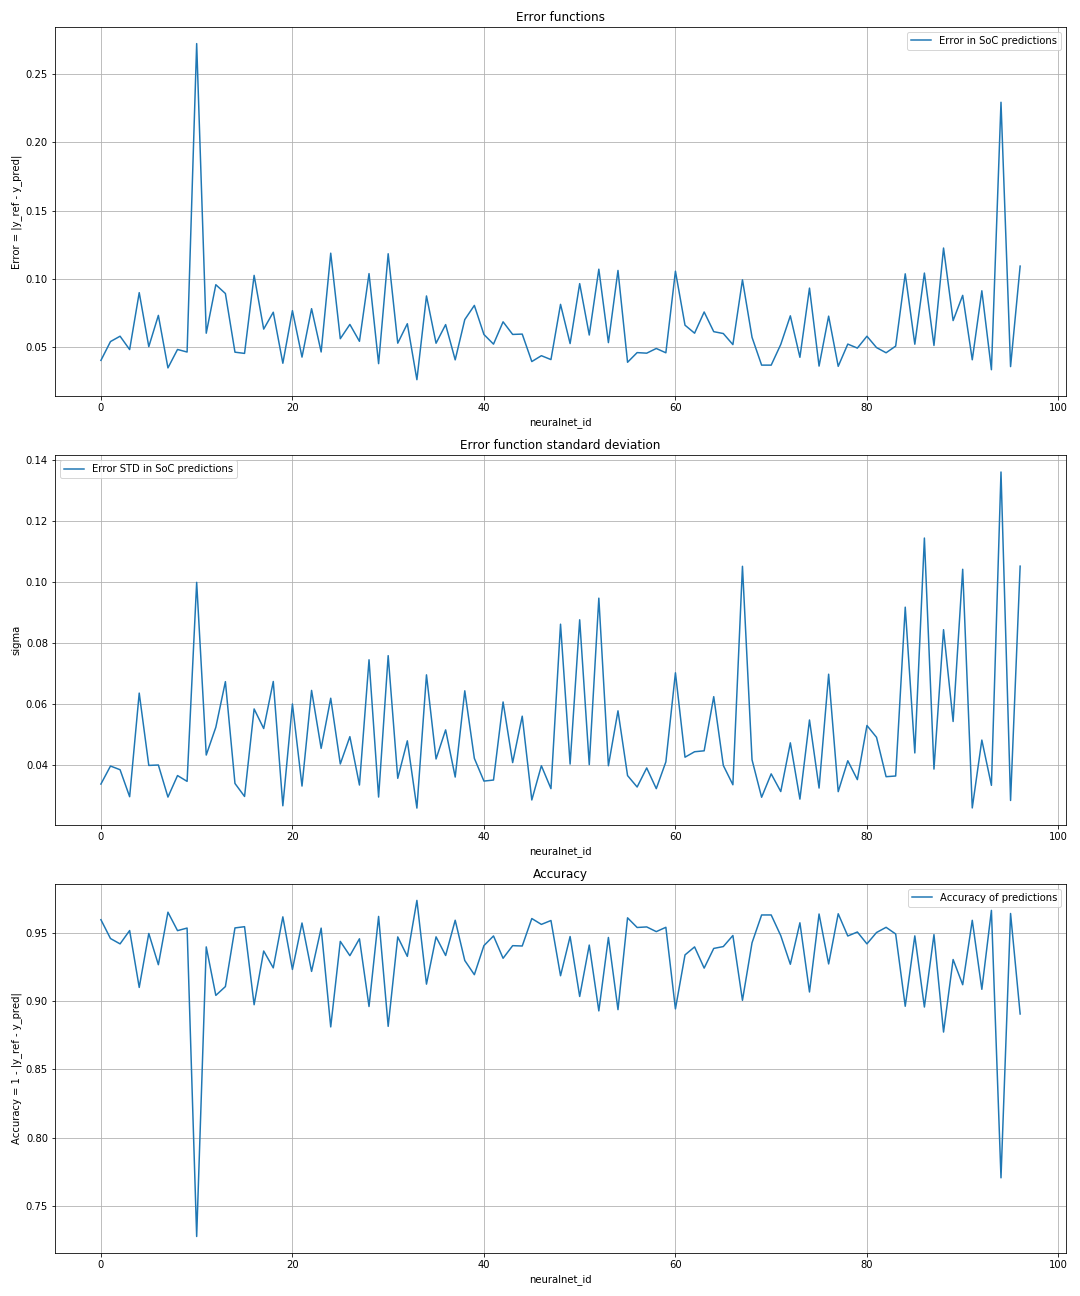 Error functions
Error in SoC predictions
Error = |y_ref - y_pred|
0.25
0.20
0.15
0.10
0.05
0 20 40 60 80 100
neuralnet_id
Error function standard deviation
Error STD in SoC predictions
sigma
0.14
0.12
0.10
0.08
0.06
0.04
0 20 40 60 80 100
neuralnet_id
Accuracy
Accuracy of predictions
Accuracy = 1 - |y_ref - y_pred|
0.95
0.90
0.85
0.80
0.75
0 20 40 60 80 100
neuralnet_id